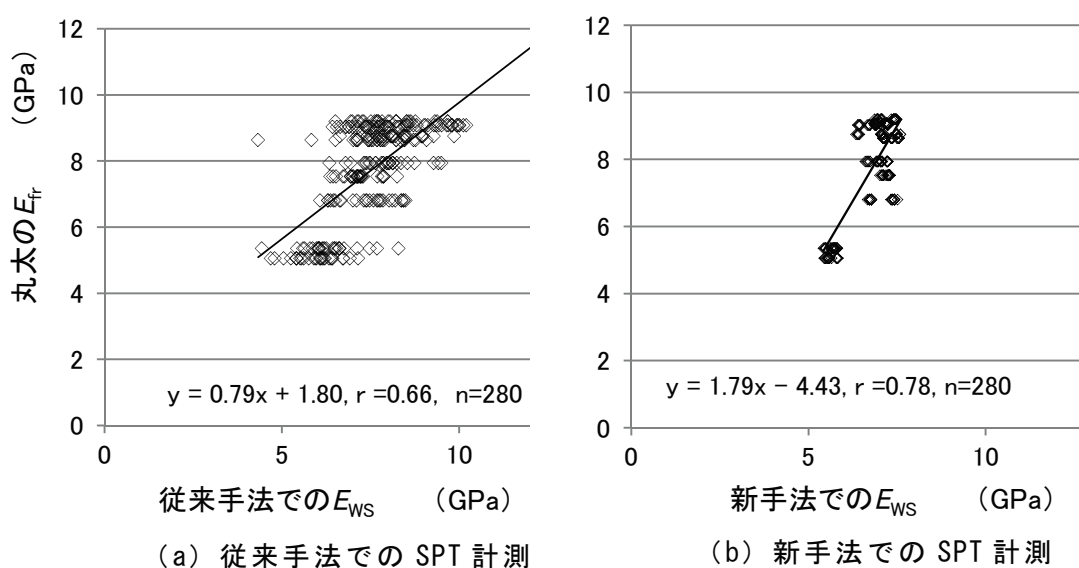 丸太のEfr (GPa)
12
10
8
6
4
2
0
y = 0.79x + 1.80, r =0.66, n=280
0 5 10
従来手法でのEWS (GPa)
(a) 従来手法での SPT 計測
12
10
8
6
4
2
0
y = 1.79x − 4.43, r =0.78, n=280
0 5 10
新手法でのEWS (GPa)
(b) 新手法での SPT 計測